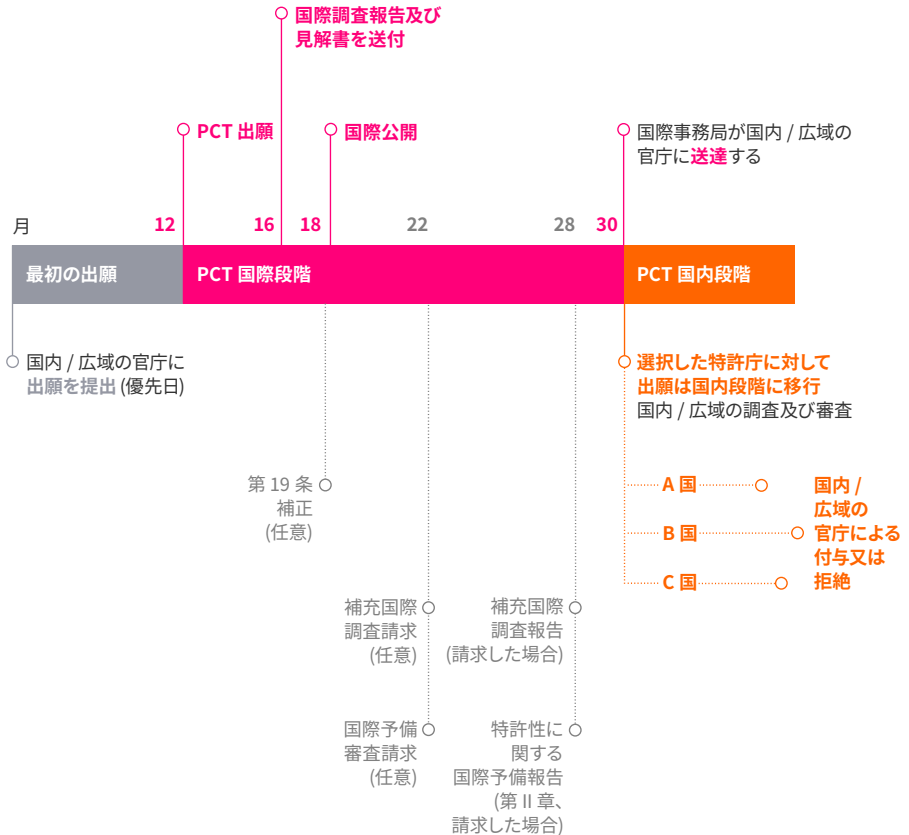 国際調査報告及び
見解書を送付
PCT 出願
国際公開
国際事務局が国内 / 広域の
官庁に送達する
月
12
16
18
22
28
30
最初の出願
PCT 国際段階
PCT 国内段階
国内 / 広域の官庁に
出願を提出 (優先日)
選択した特許庁に対して
出願は国内段階に移行
国内 / 広域の調査及び審査
第 19 条
補正
(任意)
A 国
B 国
C 国
国内 /
広域の
官庁による
付与又は
拒絶
補充国際
調査請求
(任意)
補充国際
調査報告
(請求した場合)
国際予備
審査請求
(任意)
特許性に
関する
国際予備報告
(第 II 章、
請求した場合)